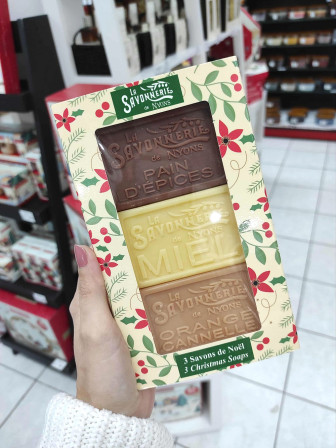 La
SAVONNERIE
de NYONS
La
SAVONNERIE
de NYONS
PAIN
D'ÉPICES
La
SAVONNERIE
de NYONS
MIEL
La
SAVONNERIE
de NYONS
ORANGE
CANNELLE
3 Savons de Noël
3 Christmas Soaps